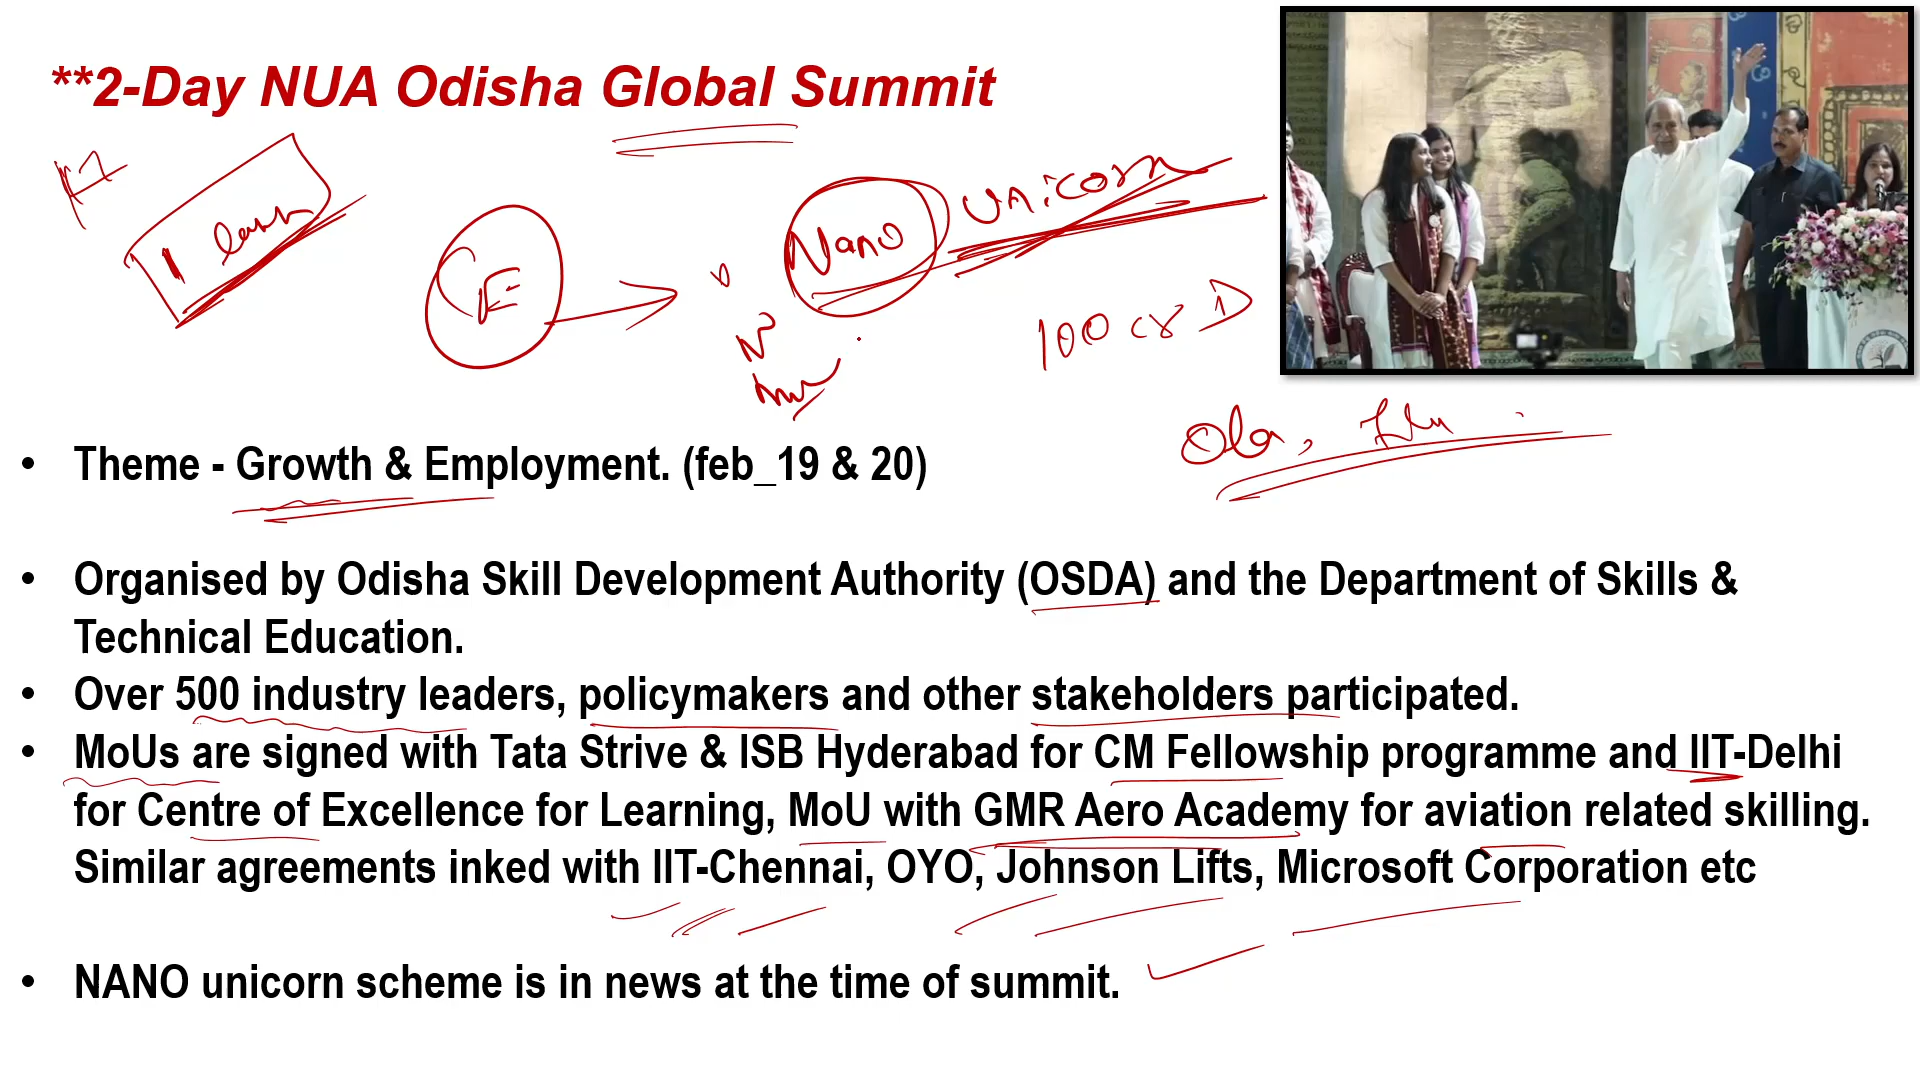 **2-Day NUA Odisha Global Summit
1 lakh
E
Nano Unicorn
100 cr
Ola,
• Theme - Growth & Employment. (feb_19 & 20)
• Organised by Odisha Skill Development Authority (OSDA) and the Department of Skills &
Technical Education.
• Over 500 industry leaders, policymakers and other stakeholders participated.
• MoUs are signed with Tata Strive & ISB Hyderabad for CM Fellowship programme and IIT-Delhi
for Centre of Excellence for Learning, MoU with GMR Aero Academy for aviation related skilling.
Similar agreements inked with IIT-Chennai, OYO, Johnson Lifts, Microsoft Corporation etc
• NANO unicorn scheme is in news at the time of summit.